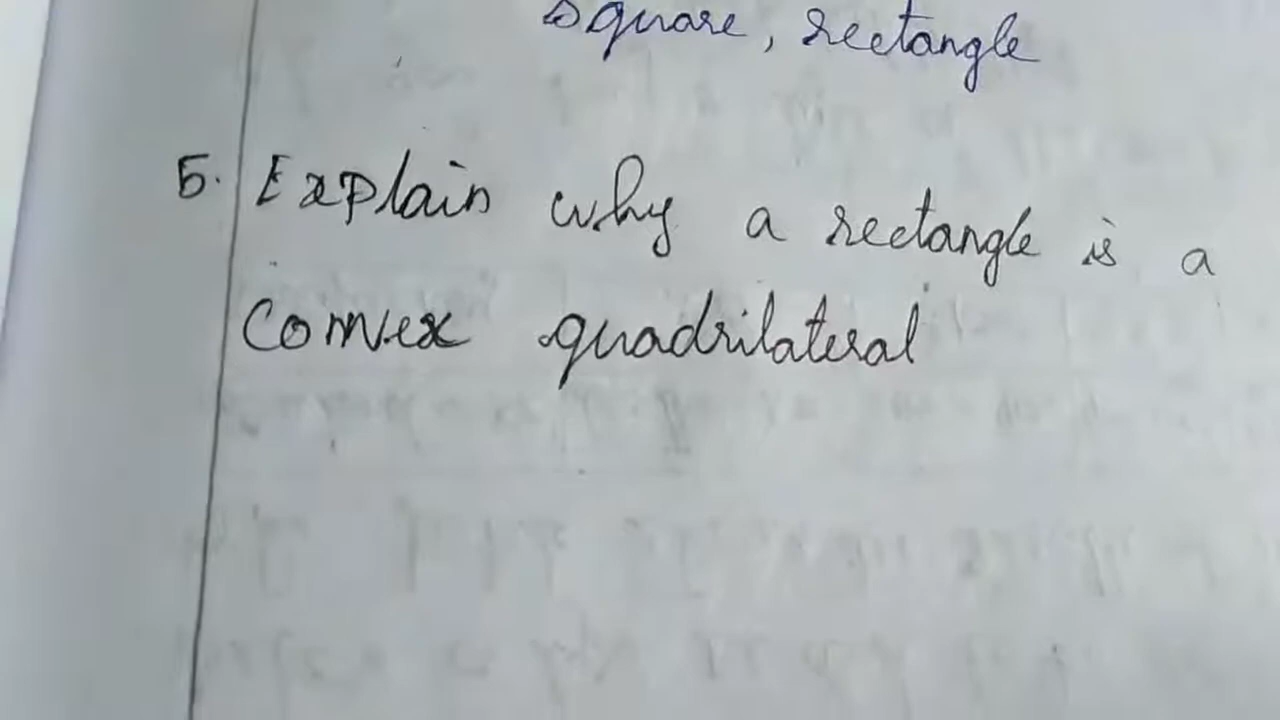 square, rectangle
5. Explain why a rectangle is a
Convex quadrilateral